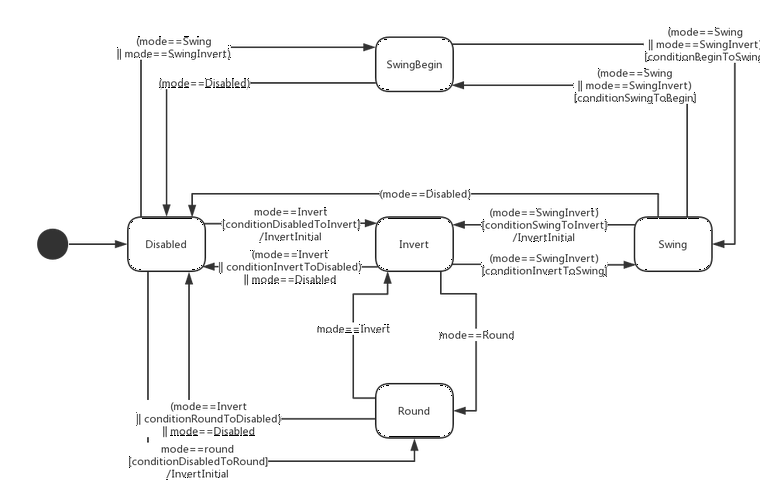 (mode==Swing
|| mode==SwingInvert)
(mode==Swing
|| mode==SwingInvert)
[conditionBeginToSwing
SwingBegin
(mode==Disabled)
(mode==Swing
|| mode==SwingInvert)
[conditionSwingToBegin]
(mode==Disabled)
mode==Invert
[conditionDisabledToInvert]
/InvertInitial
(mode==SwingInvert)
[conditionSwingToInvert]
/InvertInitial
Disabled
Invert
Swing
(mode==Invert
|| conditionInvertToDisabled)
|| mode==Disabled
(mode==SwingInvert)
[conditionInvertToSwing]
mode==Invert
mode==Round
Round
(mode==Invert
|| conditionRoundToDisabled)
|| mode==Disabled
mode==round
[conditionDisabledToRound]
/InvertInitial